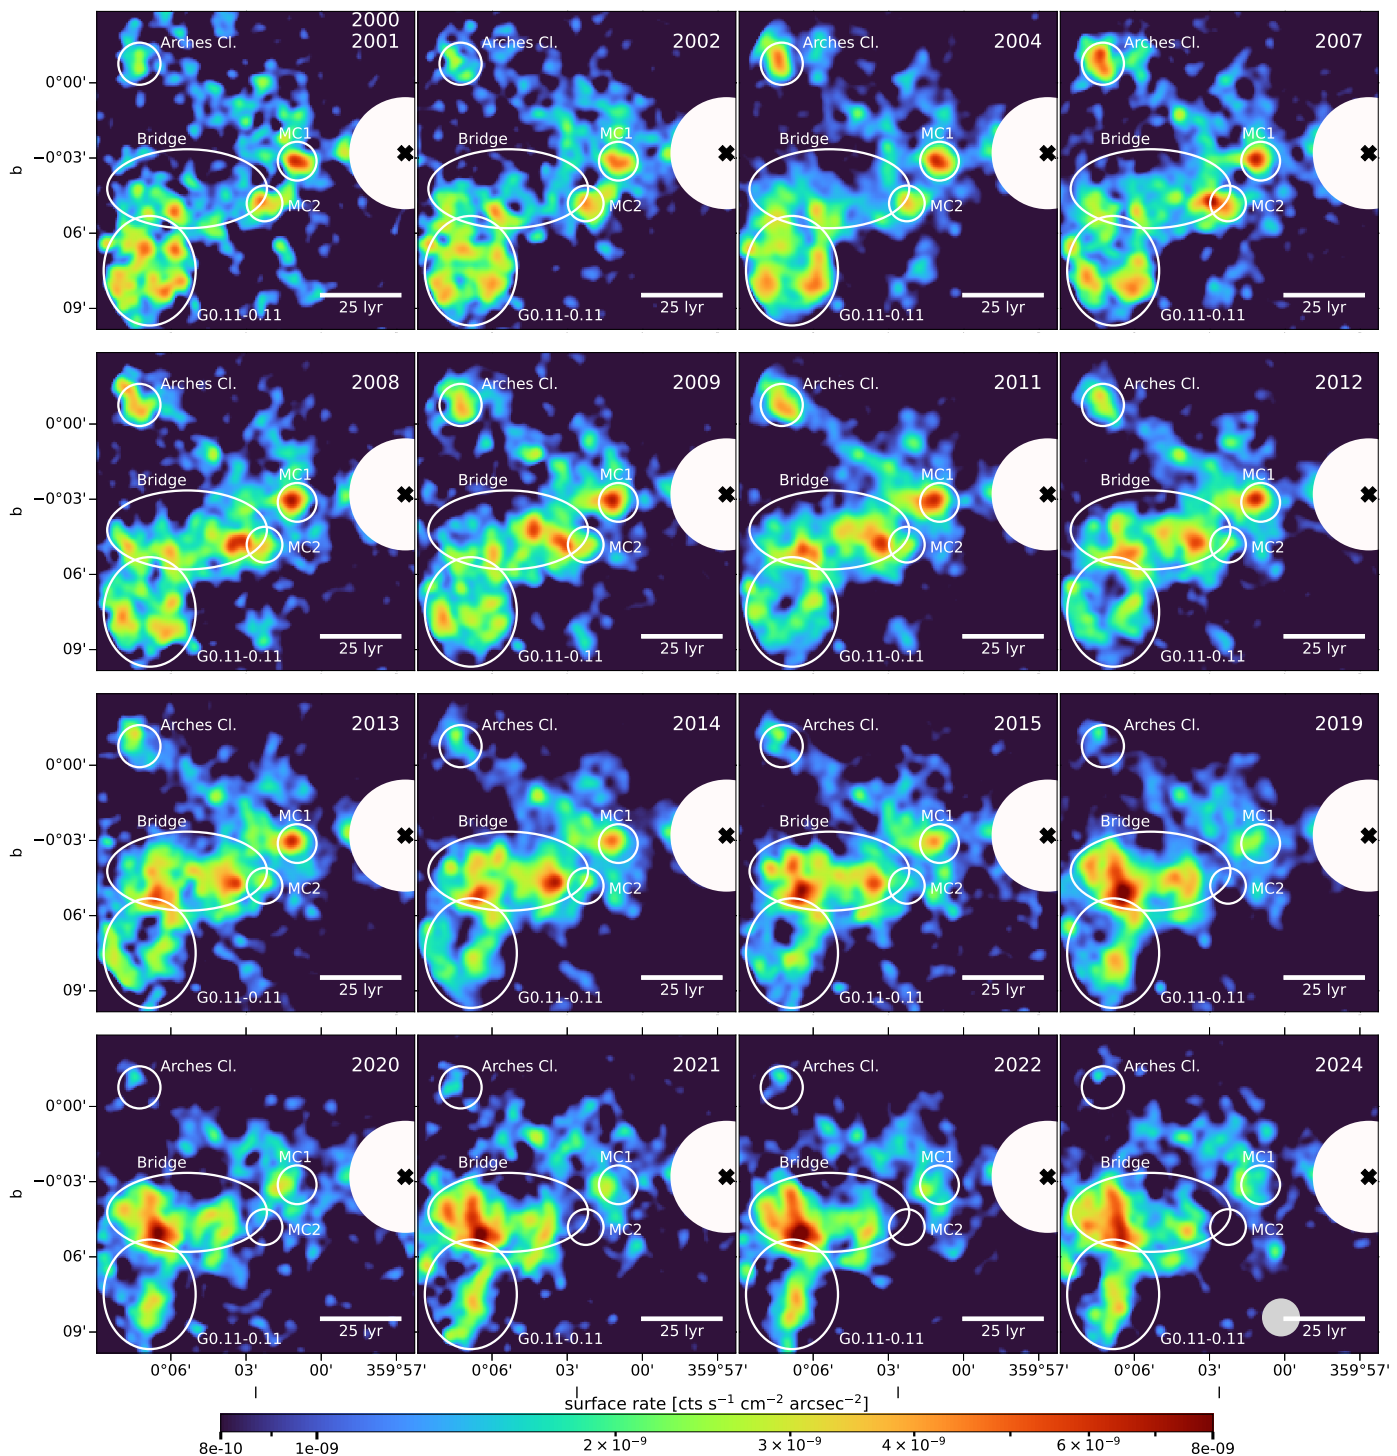 2000
Arches Cl. 2001
Arches Cl. 2002
Arches Cl. 2004
Arches Cl. 2007
0°00'
Bridge MC1
Bridge MC1
Bridge MC1
Bridge MC1
b −0°03'
MC2
MC2
MC2
MC2
06'
25 lyr
25 lyr
25 lyr
25 lyr
09'
G0.11-0.11
G0.11-0.11
G0.11-0.11
G0.11-0.11
Arches Cl. 2008
Arches Cl. 2009
Arches Cl. 2011
Arches Cl. 2012
0°00'
Bridge MC1
Bridge MC1
Bridge MC1
Bridge MC1
b −0°03'
MC2
MC2
MC2
MC2
06'
25 lyr
25 lyr
25 lyr
25 lyr
09'
G0.11-0.11
G0.11-0.11
G0.11-0.11
G0.11-0.11
Arches Cl. 2013
Arches Cl. 2014
Arches Cl. 2015
Arches Cl. 2019
0°00'
Bridge MC1
Bridge MC1
Bridge MC1
Bridge MC1
b −0°03'
MC2
MC2
MC2
MC2
06'
25 lyr
25 lyr
25 lyr
25 lyr
09'
G0.11-0.11
G0.11-0.11
G0.11-0.11
G0.11-0.11
Arches Cl. 2020
Arches Cl. 2021
Arches Cl. 2022
Arches Cl. 2024
0°00'
Bridge MC1
Bridge MC1
Bridge MC1
Bridge MC1
b −0°03'
MC2
MC2
MC2
MC2
06'
25 lyr
25 lyr
25 lyr
25 lyr
09'
G0.11-0.11
G0.11-0.11
G0.11-0.11
G0.11-0.11
0°06' 03' 00' 359°57' 0°06' 03' 00' 359°57' 0°06' 03' 00' 359°57' 0°06' 03' 00' 359°57'
l l l l
surface rate [cts s⁻¹ cm⁻² arcsec⁻²]
8e-10 1e-09 2 × 10⁻⁹ 3 × 10⁻⁹ 4 × 10⁻⁹ 6 × 10⁻⁹ 8e-09